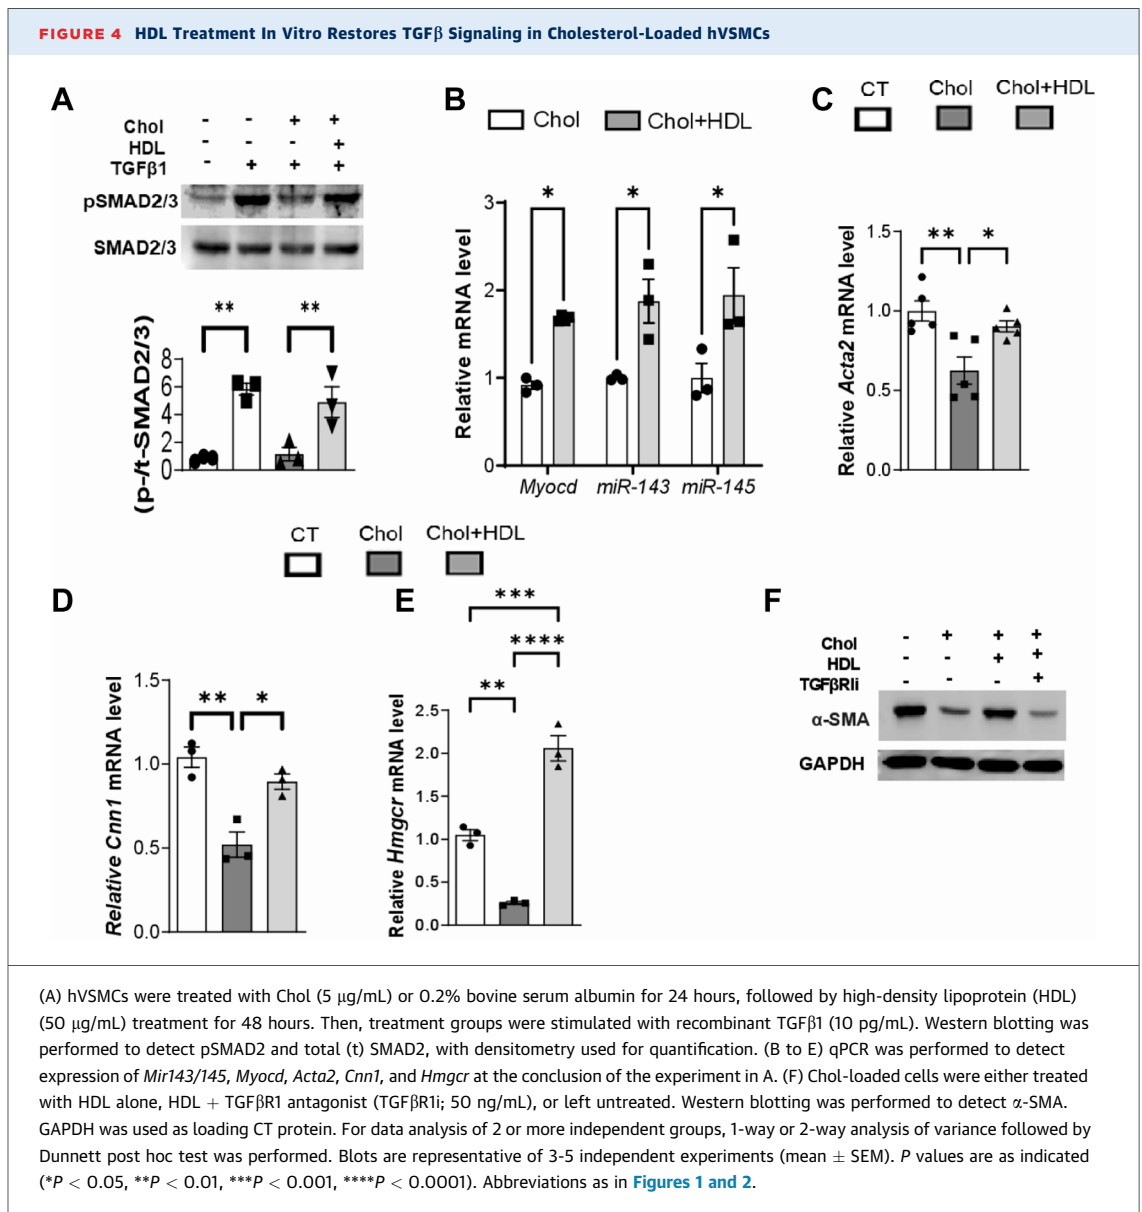 FIGURE 4 HDL Treatment In Vitro Restores TGFβ Signaling in Cholesterol-Loaded hVSMCs
A
Chol - - + +
HDL - - - +
TGFβ1 - + + +
pSMAD2/3
SMAD2/3
** **
(p-/t-SMAD2/3)
8
6
4
2
0
B
Chol Chol+HDL
* * *
Relative mRNA level
3
2
1
0
Myocd miR-143 miR-145
C
CT Chol Chol+HDL
** *
Relative Acta2 mRNA level
1.5
1.0
0.5
0.0
CT Chol Chol+HDL
D
** *
Relative Cnn1 mRNA level
1.5
1.0
0.5
0.0
E
***
****
**
Relative Hmgcr mRNA level
2.5
2.0
1.5
1.0
0.5
0.0
F
Chol - + + +
HDL - - + +
TGFβRIi - - - +
α-SMA
GAPDH
(A) hVSMCs were treated with Chol (5 μg/mL) or 0.2% bovine serum albumin for 24 hours, followed by high-density lipoprotein (HDL)
(50 μg/mL) treatment for 48 hours. Then, treatment groups were stimulated with recombinant TGFβ1 (10 pg/mL). Western blotting was
performed to detect pSMAD2 and total (t) SMAD2, with densitometry used for quantification. (B to E) qPCR was performed to detect
expression of Mir143/145, Myocd, Acta2, Cnn1, and Hmgcr at the conclusion of the experiment in A. (F) Chol-loaded cells were either treated
with HDL alone, HDL + TGFβR1 antagonist (TGFβR1i; 50 ng/mL), or left untreated. Western blotting was performed to detect α-SMA.
GAPDH was used as loading CT protein. For data analysis of 2 or more independent groups, 1-way or 2-way analysis of variance followed by
Dunnett post hoc test was performed. Blots are representative of 3-5 independent experiments (mean ± SEM). P values are as indicated
(*P < 0.05, **P < 0.01, ***P < 0.001, ****P < 0.0001). Abbreviations as in Figures 1 and 2.